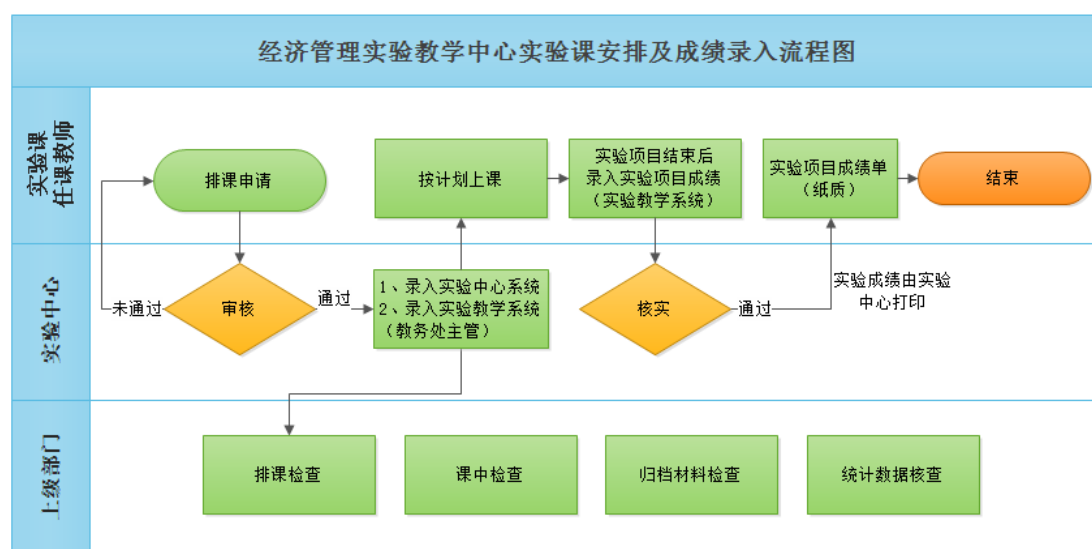 经济管理实验教学中心实验课安排及成绩录入流程图
实验课
任课教师
排课申请
按计划上课
实验项目结束后
录入实验项目成绩
（实验教学系统）
实验项目成绩单
（纸质）
结束
实验中心
未通过
审核
通过
1、录入实验中心系统
2、录入实验教学系统
（教务处主管）
核实
通过
实验成绩由实验
中心打印
上级部门
排课检查
课中检查
归档材料检查
统计数据核查